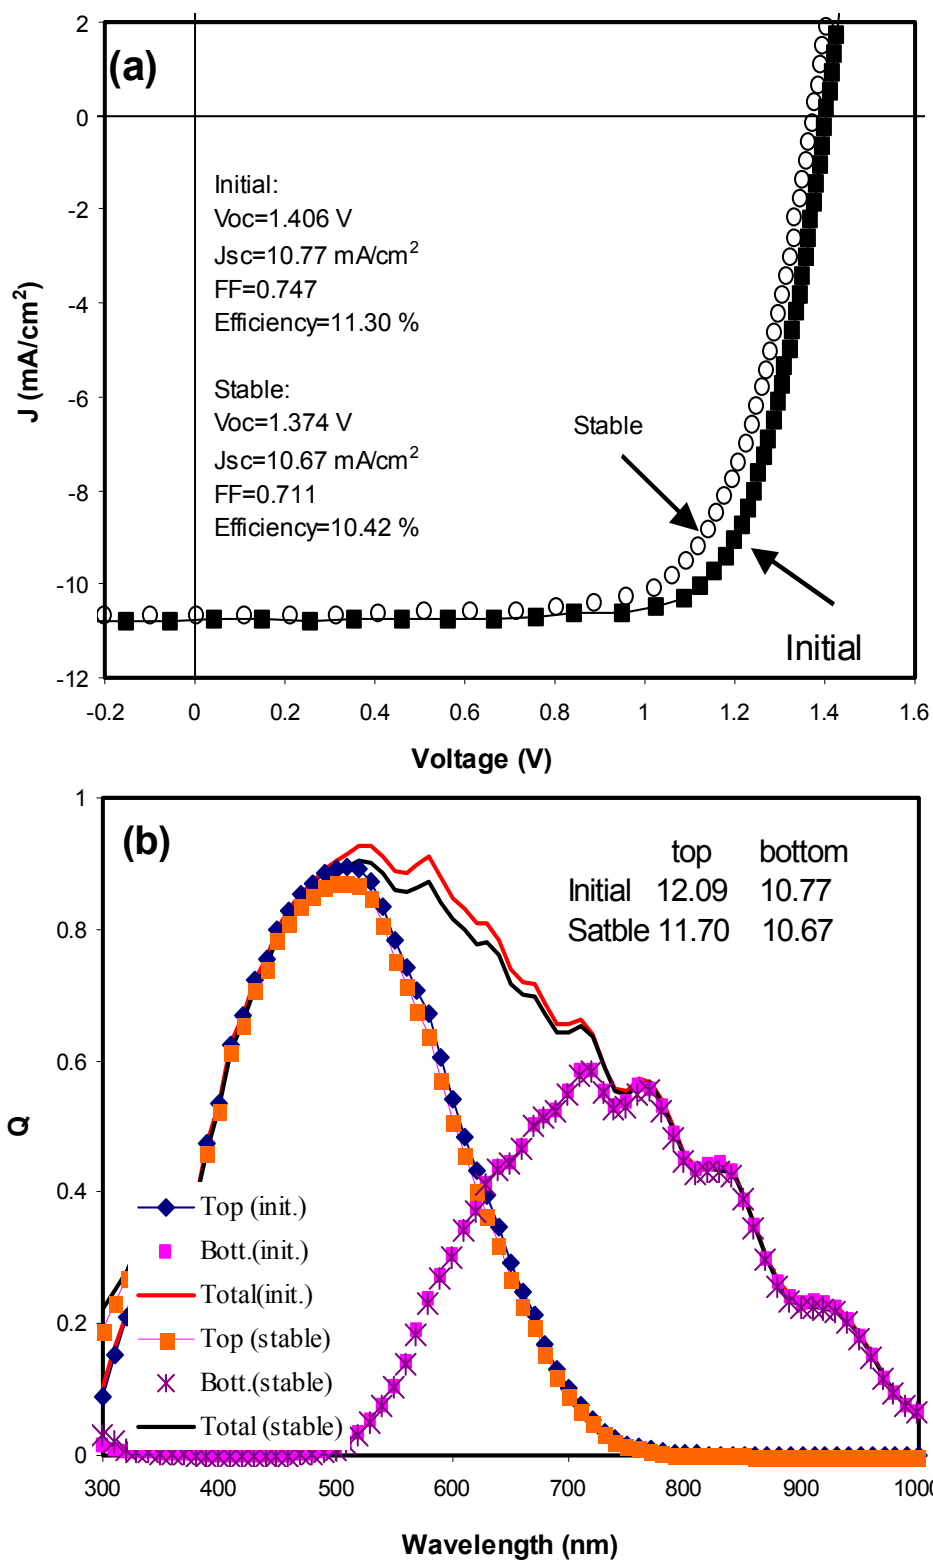 2
(a)
0
-2
-4
-6
-8
-10
-12
J (mA/cm²)
Initial:
Voc=1.406 V
Jsc=10.77 mA/cm²
FF=0.747
Efficiency=11.30 %
Stable:
Voc=1.374 V
Jsc=10.67 mA/cm²
FF=0.711
Efficiency=10.42 %
Stable
Initial
-0.2 0 0.2 0.4 0.6 0.8 1 1.2 1.4 1.6
Voltage (V)
1
0.8
0.6
0.4
0.2
0
Q
(b)
top bottom
Initial 12.09 10.77
Satble 11.70 10.67
Top (init.)
Bott.(init.)
Total(init.)
Top (stable)
Bott.(stable)
Total (stable)
300 400 500 600 700 800 900 1000
Wavelength (nm)